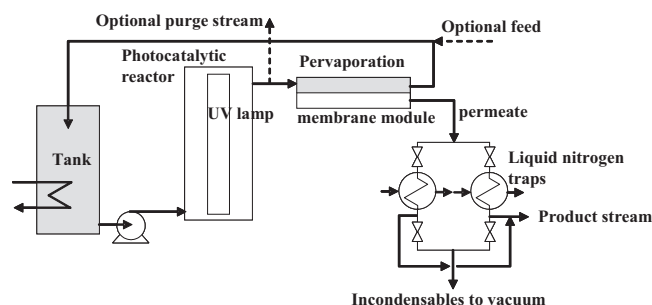 Optional purge stream
Optional feed
Photocatalytic
reactor
Pervaporation
UV lamp
membrane module
permeate
Tank
Liquid nitrogen
traps
Product stream
Incondensables to vacuum